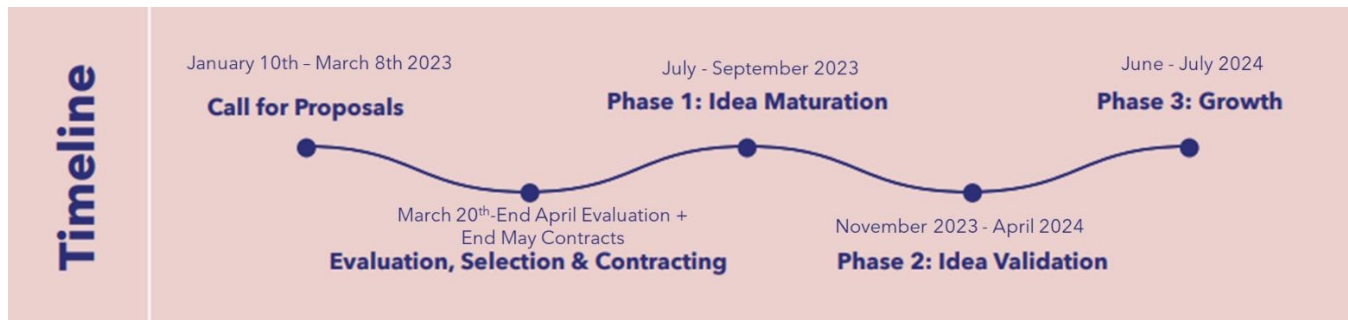 Timeline
January 10th – March 8th 2023
Call for Proposals
March 20th-End April Evaluation +
End May Contracts
Evaluation, Selection & Contracting
July - September 2023
Phase 1: Idea Maturation
November 2023 - April 2024
Phase 2: Idea Validation
June - July 2024
Phase 3: Growth